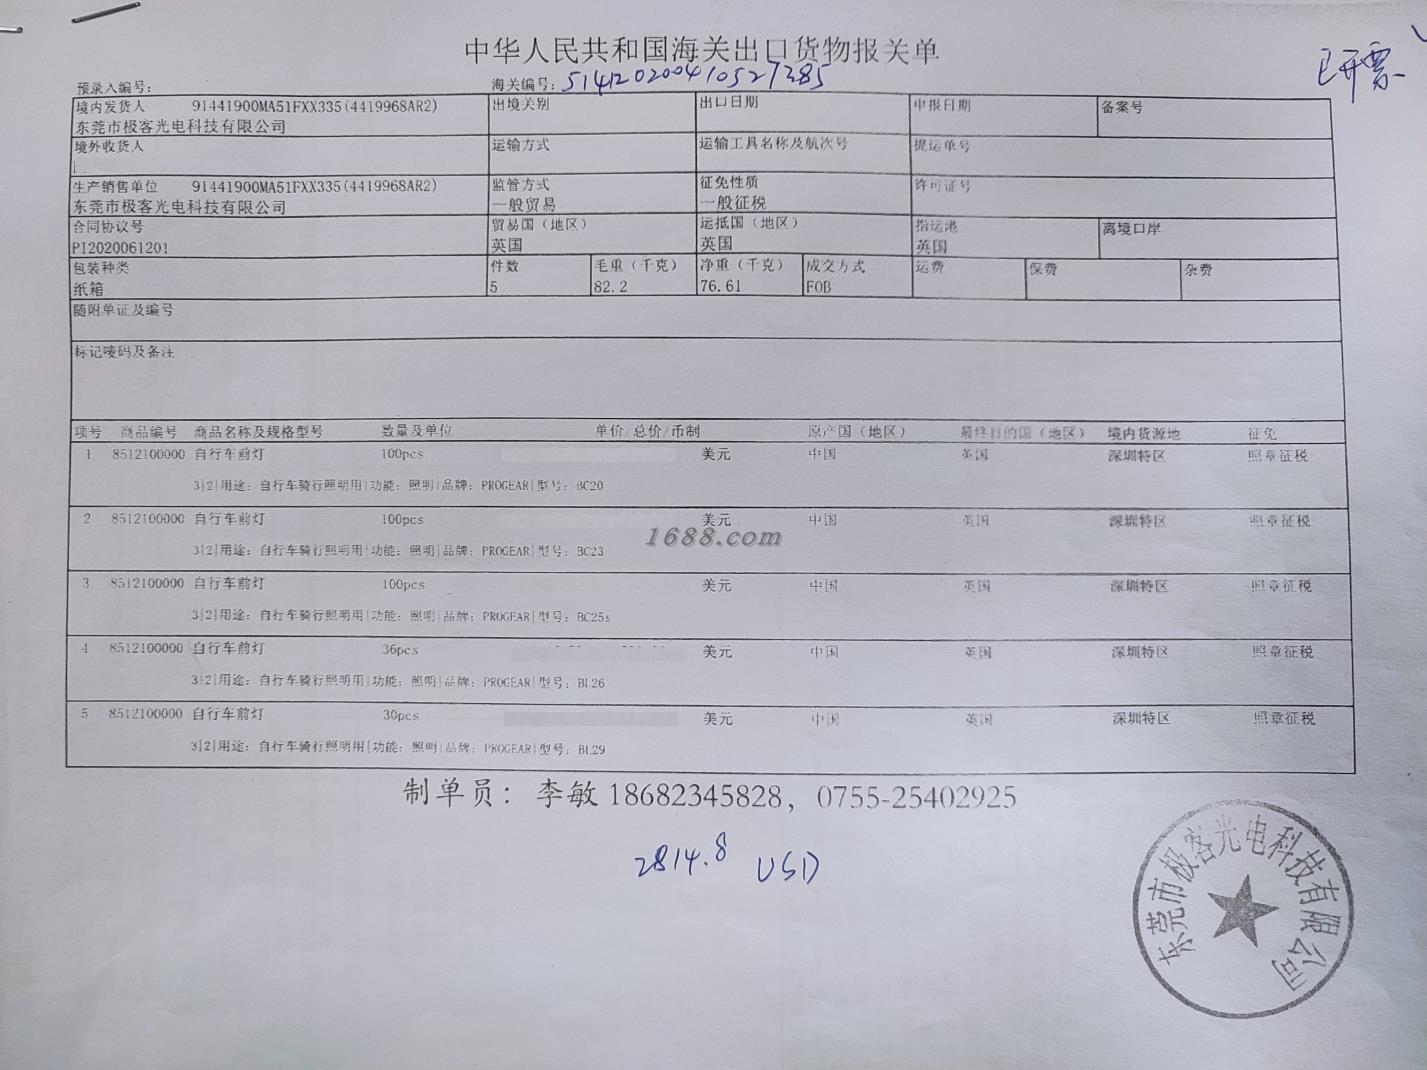 中华人民共和国海关出口货物报关单
已开票
预录入编号： 海关编号：514120200410527285
境内发货人 91441900MA51FXX335(4419968AR2) 出境关别 出口日期 申报日期 备案号
东莞市极客光电科技有限公司
境外收货人 运输方式 运输工具名称及航次号 提运单号
生产销售单位 91441900MA51FXX335(4419968AR2) 监管方式 征免性质 许可证号
东莞市极客光电科技有限公司 一般贸易 一般征税
合同协议号 贸易国（地区） 运抵国（地区） 指运港 离境口岸
PI2020061201 英国 英国 英国
包装种类 件数 毛重（千克） 净重（千克） 成交方式 运费 保费 杂费
纸箱 5 82.2 76.61 FOB
随附单证及编号
标记唛码及备注
项号 商品编号 商品名称及规格型号 数量及单位 单价/总价/币制 原产国（地区） 最终目的国（地区） 境内货源地 征免
1 8512100000 自行车前灯 100pcs 美元 中国 英国 深圳特区 照章征税
3|2|用途：自行车骑行照明用|功能：照明|品牌：PROGEAR|型号：BC20
2 8512100000 自行车前灯 100pcs 美元 中国 英国 深圳特区 照章征税
1688.com
3|2|用途：自行车骑行照明用|功能：照明|品牌：PROGEAR|型号：BC23
3 8512100000 自行车前灯 100pcs 美元 中国 英国 深圳特区 照章征税
3|2|用途：自行车骑行照明用|功能：照明|品牌：PROGEAR|型号：BC25s
4 8512100000 自行车前灯 36pcs 美元 中国 英国 深圳特区 照章征税
3|2|用途：自行车骑行照明用|功能：照明|品牌：PROGEAR|型号：BL26
5 8512100000 自行车前灯 30pcs 美元 中国 英国 深圳特区 照章征税
3|2|用途：自行车骑行照明用|功能：照明|品牌：PROGEAR|型号：BL29
制单员：李敏 18682345828，0755-25402925
2814.8 USD
东莞市极客光电科技有限公司